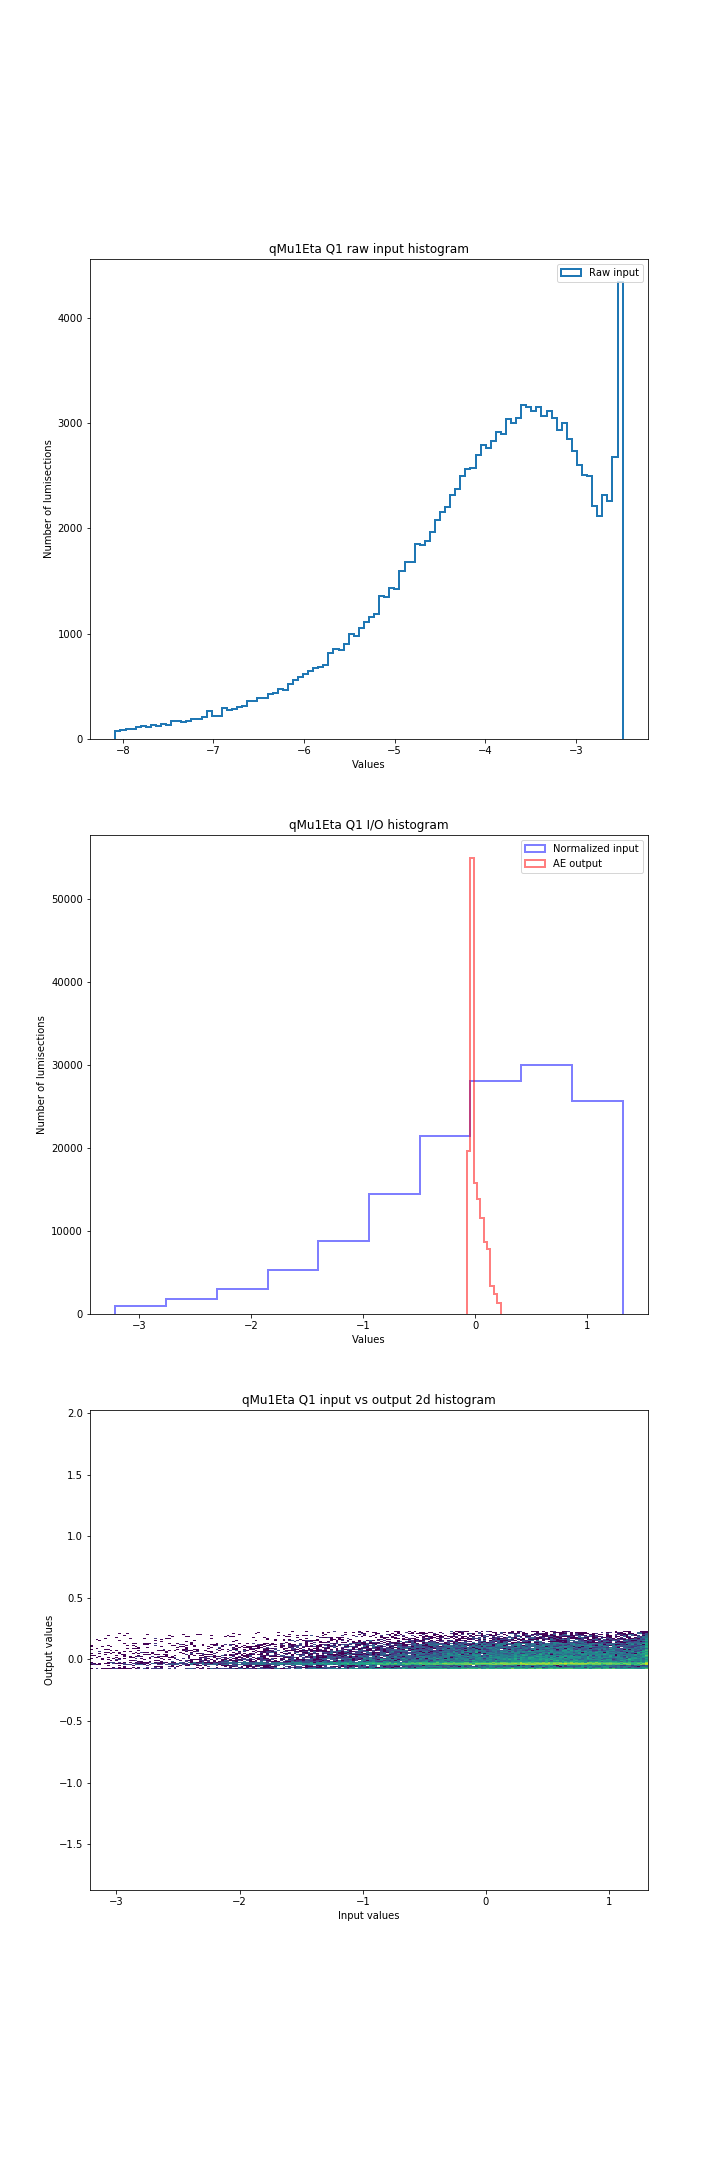 qMu1Eta Q1 raw input histogram
Raw input
4000
3000
2000
1000
0
Number of lumisections
−8 −7 −6 −5 −4 −3
Values
qMu1Eta Q1 I/O histogram
Normalized input
AE output
50000
40000
30000
20000
10000
0
Number of lumisections
−3 −2 −1 0 1
Values
qMu1Eta Q1 input vs output 2d histogram
2.0
1.5
1.0
0.5
0.0
−0.5
−1.0
−1.5
Output values
−3 −2 −1 0 1
Input values